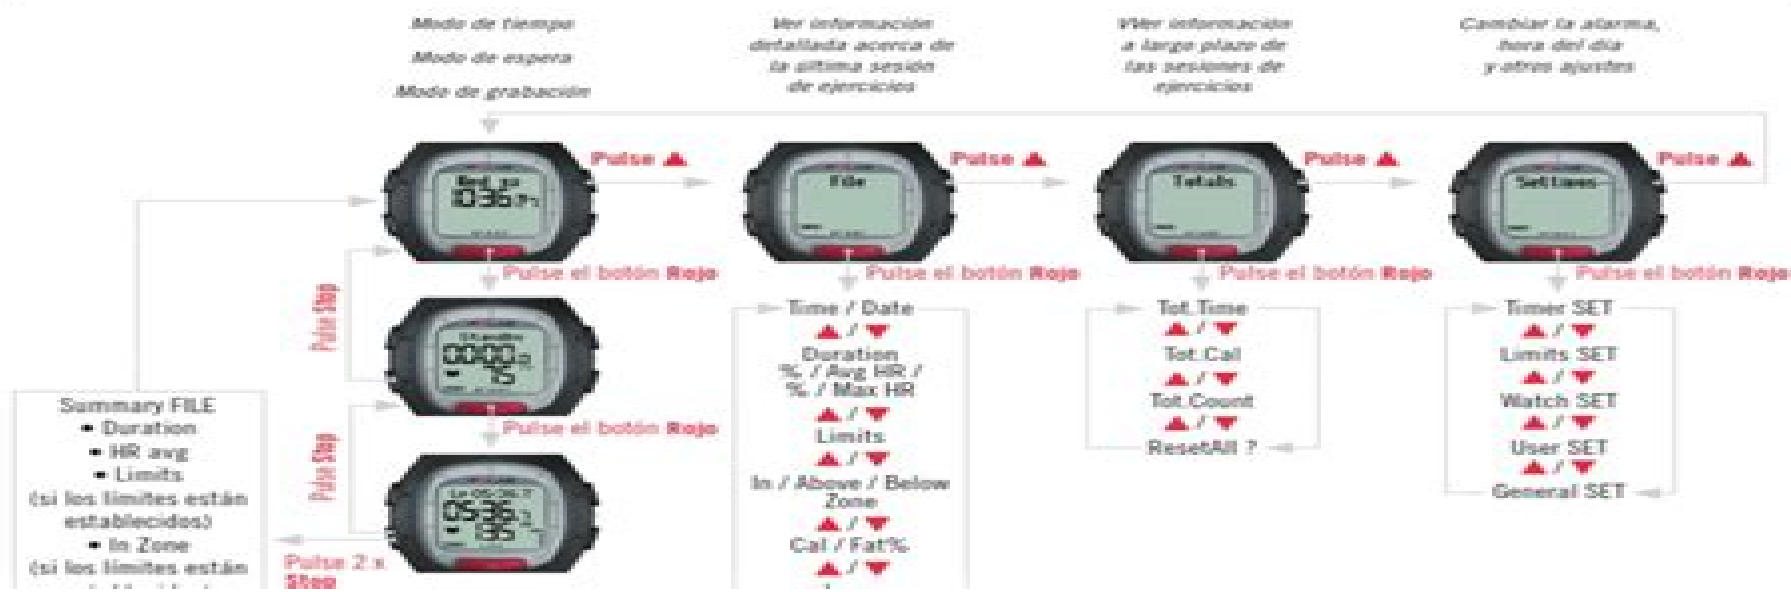 Modo de tiempo
Modo de espera
Modo de grabación
Ver información
detallada acerca de
la última sesión
de ejercicios
VVer información
a largo plazo de
las sesiones de
ejercicios
Cambiar la alarma,
hora del día
y otros ajustes
Pulse ▲
Pulse ▲
Pulse ▲
Pulse ▲
File
Totals
Settings
Pulse el botón Rojo
Pulse el botón Rojo
Pulse el botón Rojo
Pulse el botón Rojo
Pulse Stop
Standby
00:00
Pulse el botón Rojo
Pulse Stop
Pulse 2 x
Stop
Summary FILE
• Duration
• HR avg
• Limits
(si los límites están
establecidos)
• In Zone
(si los límites están
Time / Date
▲ / ▼
Duration
% / Avg HR /
% / Max HR
▲ / ▼
Limits
▲ / ▼
In / Above / Below
Zone
▲ / ▼
Cal / Fat%
▲ / ▼
Tot.Time
▲ / ▼
Tot.Cal
▲ / ▼
Tot.Count
▲ / ▼
ResetAll ?
Timer SET
▲ / ▼
Limits SET
▲ / ▼
Watch SET
▲ / ▼
User SET
▲ / ▼
General SET